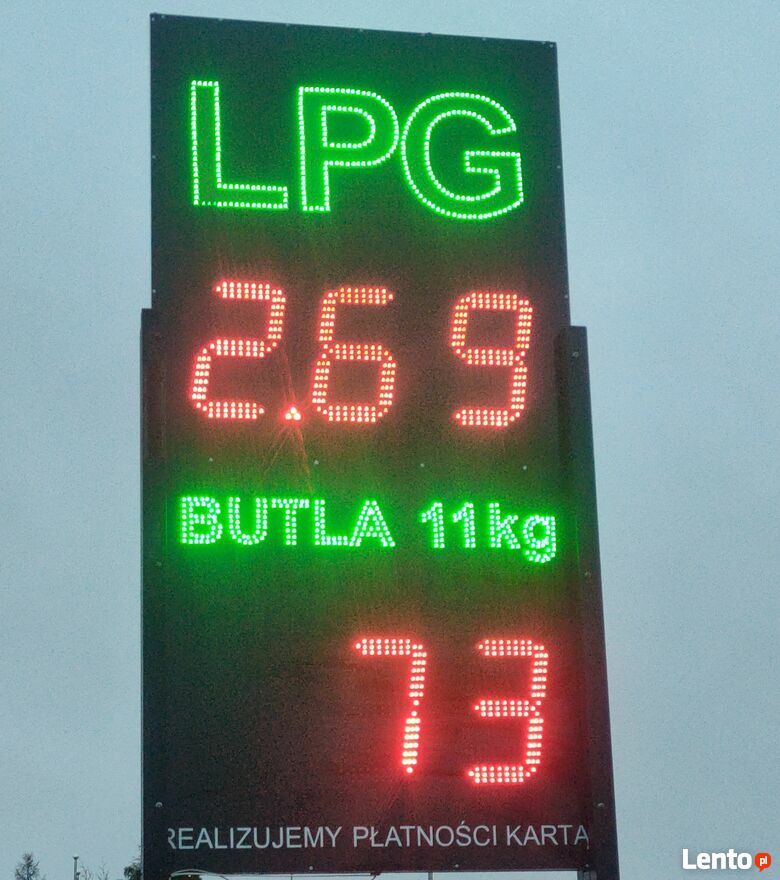 LPG
2.69
BUTLA 11kg
73
REALIZUJEMY PŁATNOŚCI KARTĄ
Lento.pl